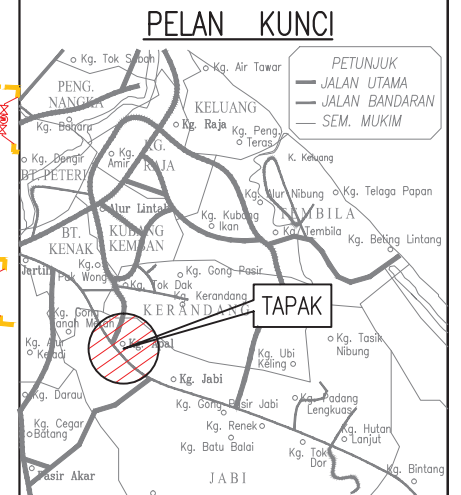 PELAN KUNCI
PETUNJUK
JALAN UTAMA
JALAN BANDARAN
SEM. MUKIM
Kg. Tok Sabah
Kg. Air Tawar
PENG.
NANGKA
KELUANG
Kg. Baharu
Kg. Raja
Kg. Peng.
Teras
Kg. Dengir
BT. PETERI
Kg.
Amir
KG.
RAJA
K. Keluang
Kg. Alur Nibung
Kg. Telaga Papan
Alur Lintah
Kg. Kubang
Ikan
TEMBILA
Kg. Tembila
BT.
KENAK
KUBANG
KEMBAN
Kg. Beting Lintang
Jertih
Kg.
Pak Wong
Kg. Gong Pasir
Kg. Tok Dak
Kg. Kerandang
KERANDANG
TAPAK
Kg. Gong
Tanah Merah
Kg. Alur
Keladi
Kg. Apal
Kg. Tasik
Nibung
Kg. Ubi
Keling
Kg. Jabi
Kg. Darau
Kg. Padang
Lengkuas
Kg. Gong Pasir Jabi
Kg. Cegar
Batang
Kg. Renek
Kg. Hutan
Lanjut
Kg. Batu Balai
Kg. Tok
Dor
Kg. Bintang
Pasir Akar
JABI